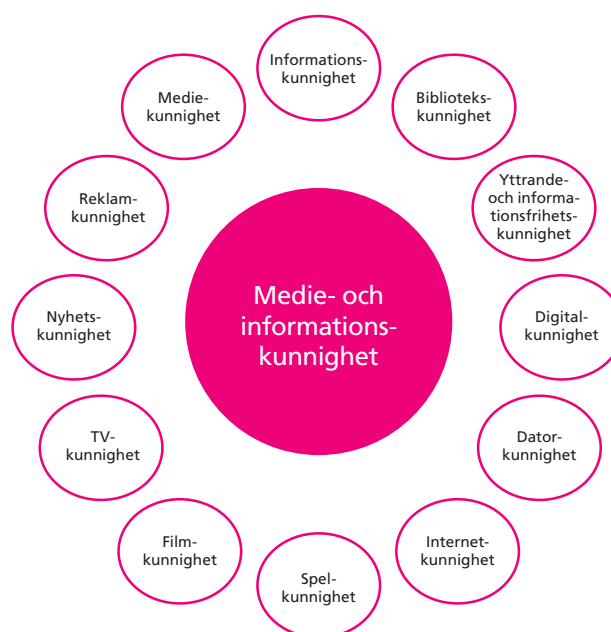 Informations-
kunnighet
Biblioteks-
kunnighet
Yttrande-
och informa-
tionsfrihets-
kunnighet
Digital-
kunnighet
Dator-
kunnighet
Internet-
kunnighet
Spel-
kunnighet
Film-
kunnighet
TV-
kunnighet
Nyhets-
kunnighet
Reklam-
kunnighet
Medie-
kunnighet
Medie- och
informations-
kunnighet